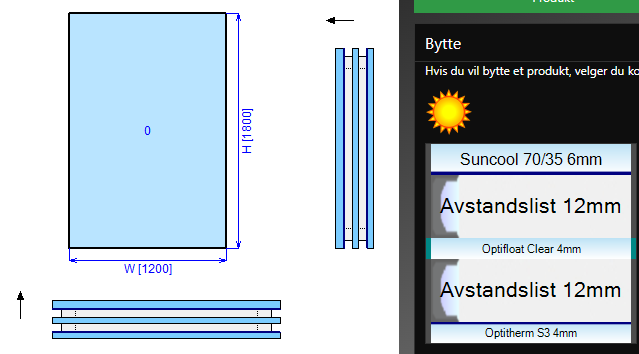 Produkt
Bytte
Hvis du vil bytte et produkt, velger du ko
0
H [1800]
W [1200]
Suncool 70/35 6mm
Avstandslist 12mm
Optifloat Clear 4mm
Avstandslist 12mm
Optitherm S3 4mm